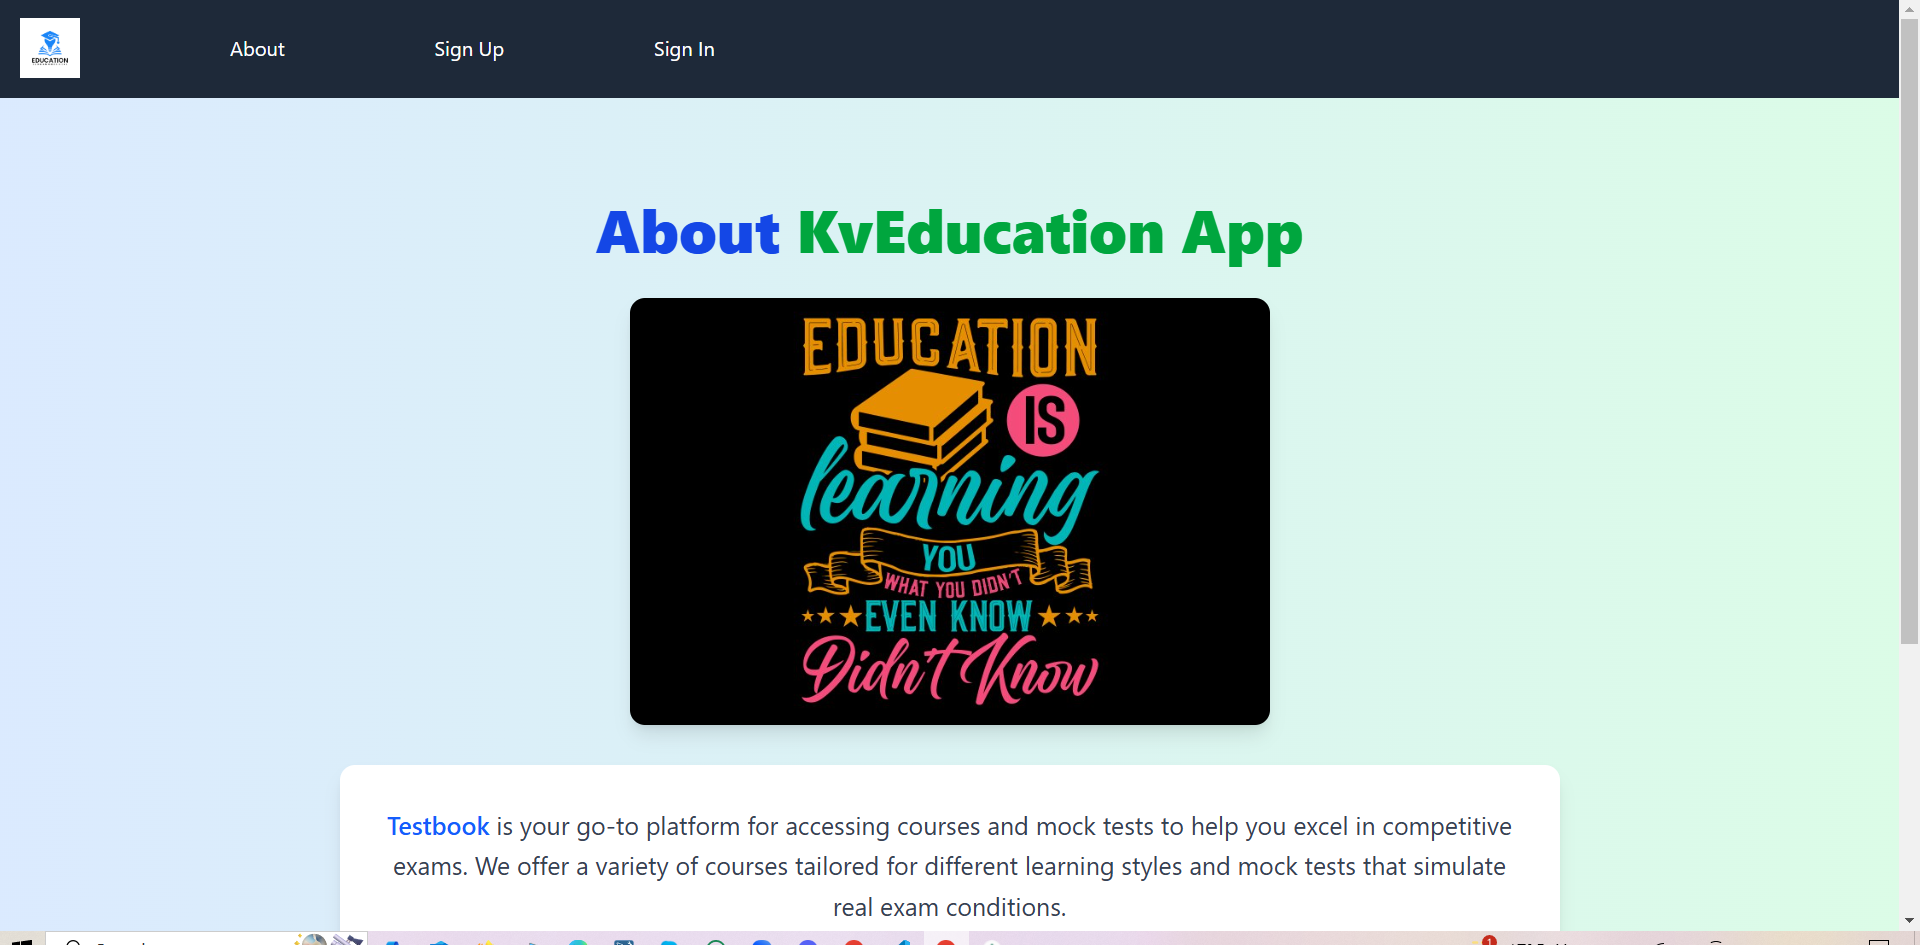 EDUCATION
About
Sign Up
Sign In
About KvEducation App
EDUCATION
IS
learning
YOU
WHAT YOU DIDN'T
EVEN KNOW
Didn't Know
Testbook is your go-to platform for accessing courses and mock tests to help you excel in competitive
exams. We offer a variety of courses tailored for different learning styles and mock tests that simulate
real exam conditions.
1